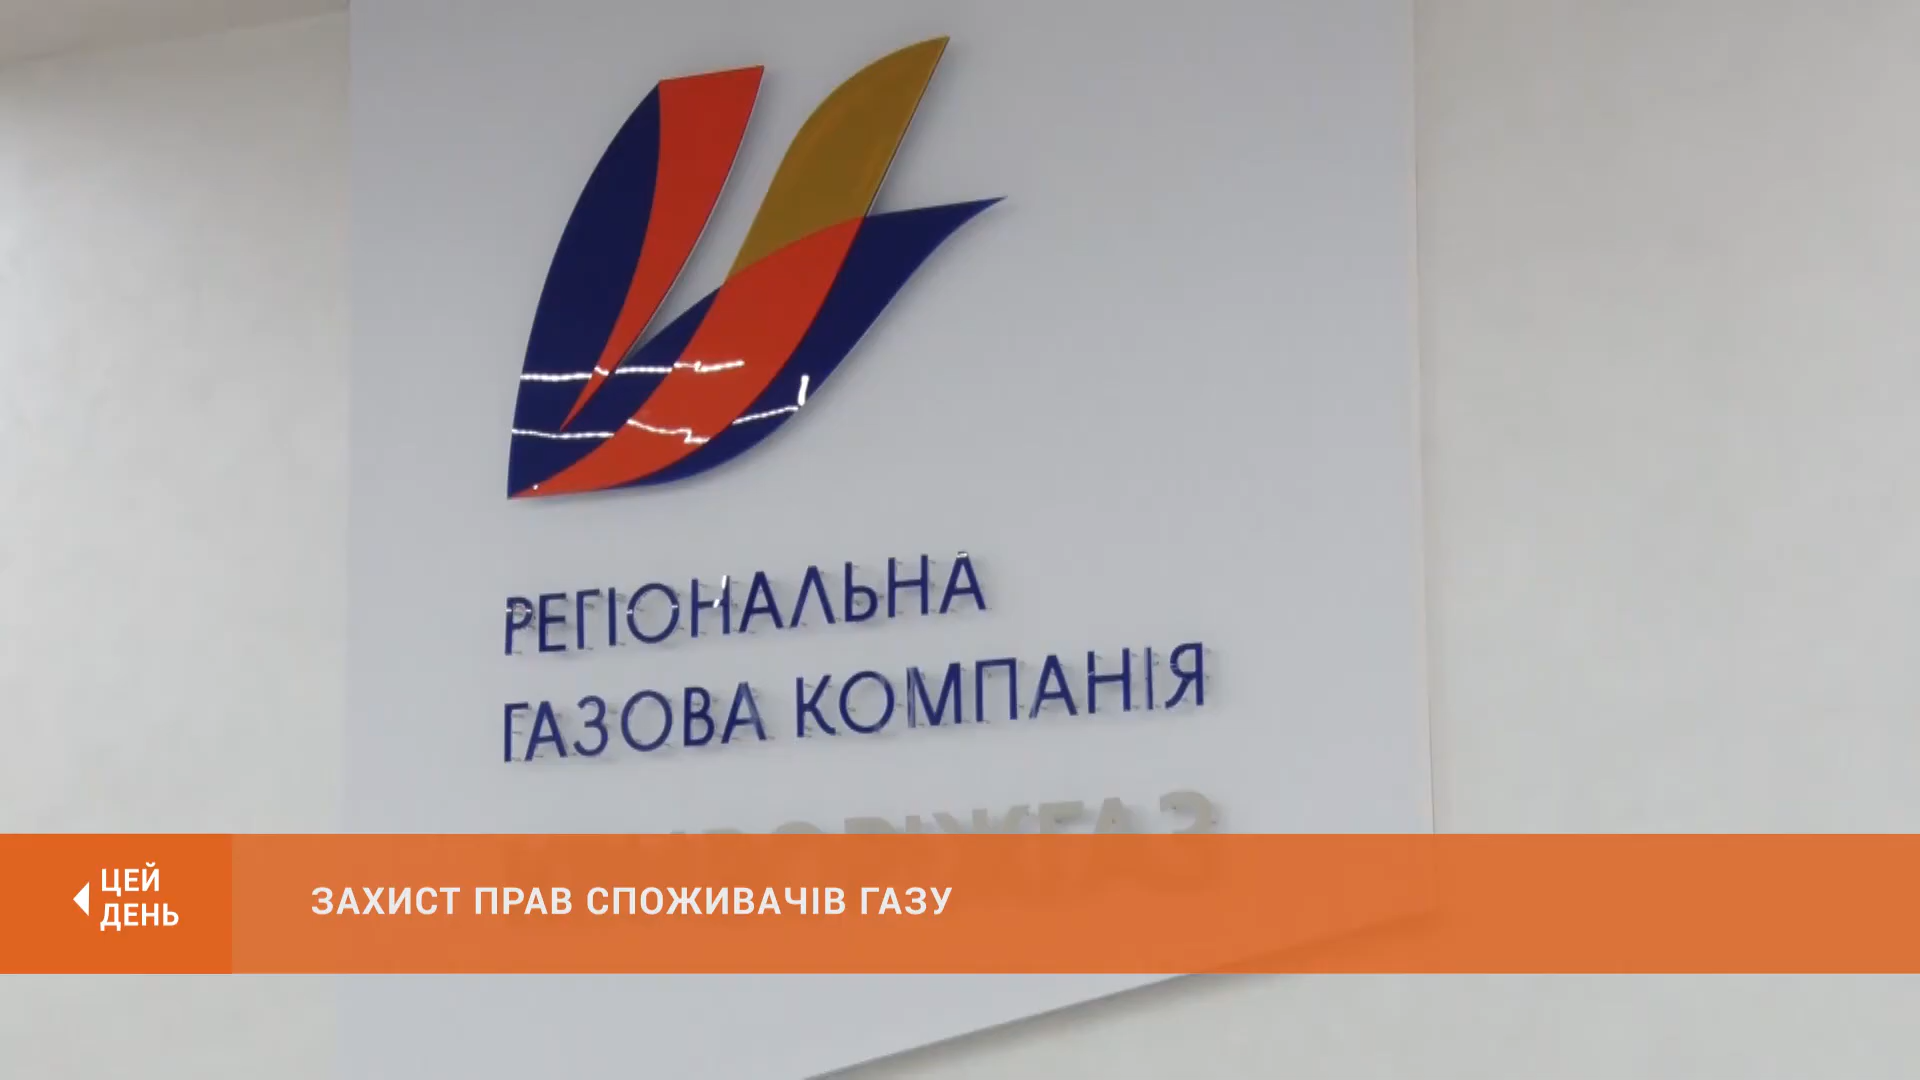 РЕГІОНАЛЬНА
ГАЗОВА КОМПАНІЯ
ЦЕЙ
ДЕНЬ
ЗАХИСТ ПРАВ СПОЖИВАЧІВ ГАЗУ